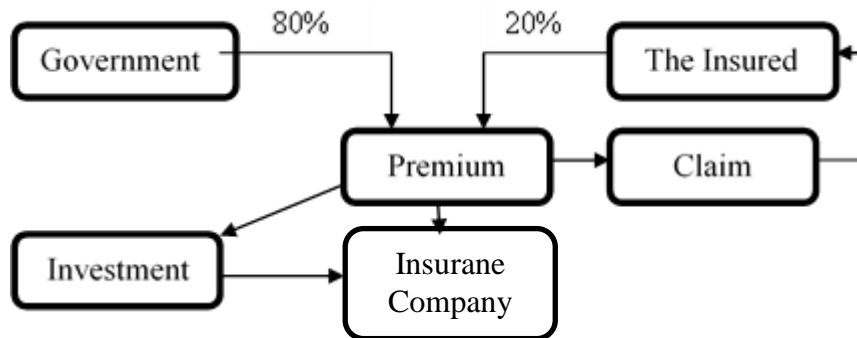 80%
20%
Government
The Insured
Premium
Claim
Investment
Insurane
Company